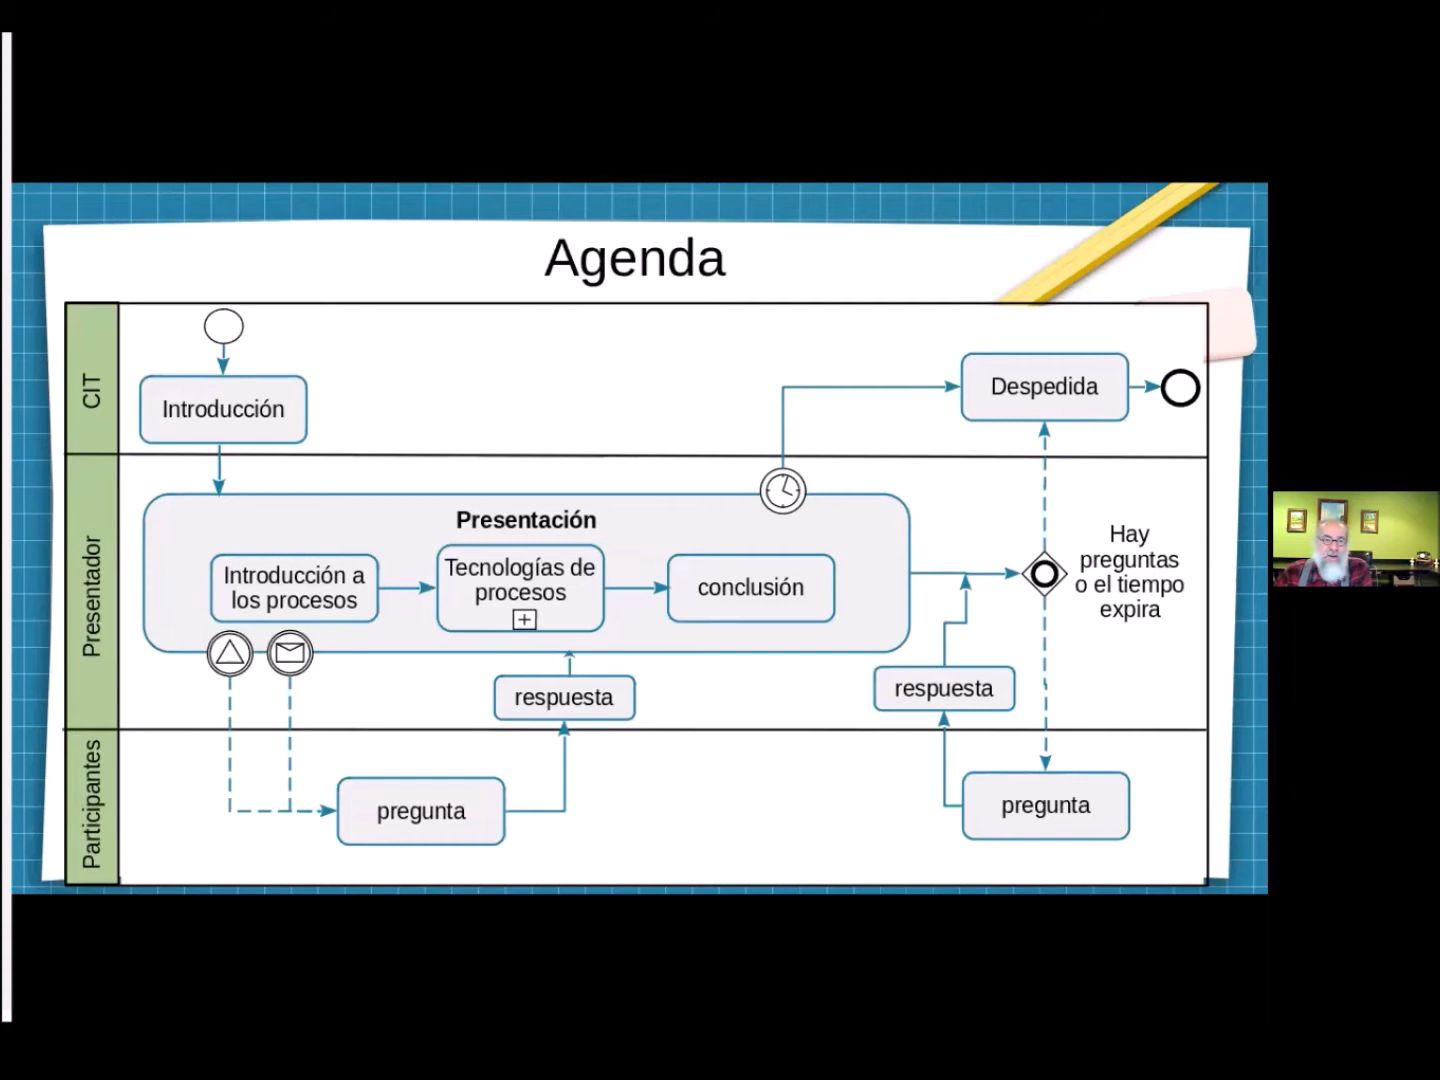 Agenda
CIT
Introducción
Despedida
Presentador
Presentación
Introducción a
los procesos
Tecnologías de
procesos
conclusión
Hay
preguntas
o el tiempo
expira
respuesta
respuesta
Participantes
pregunta
pregunta